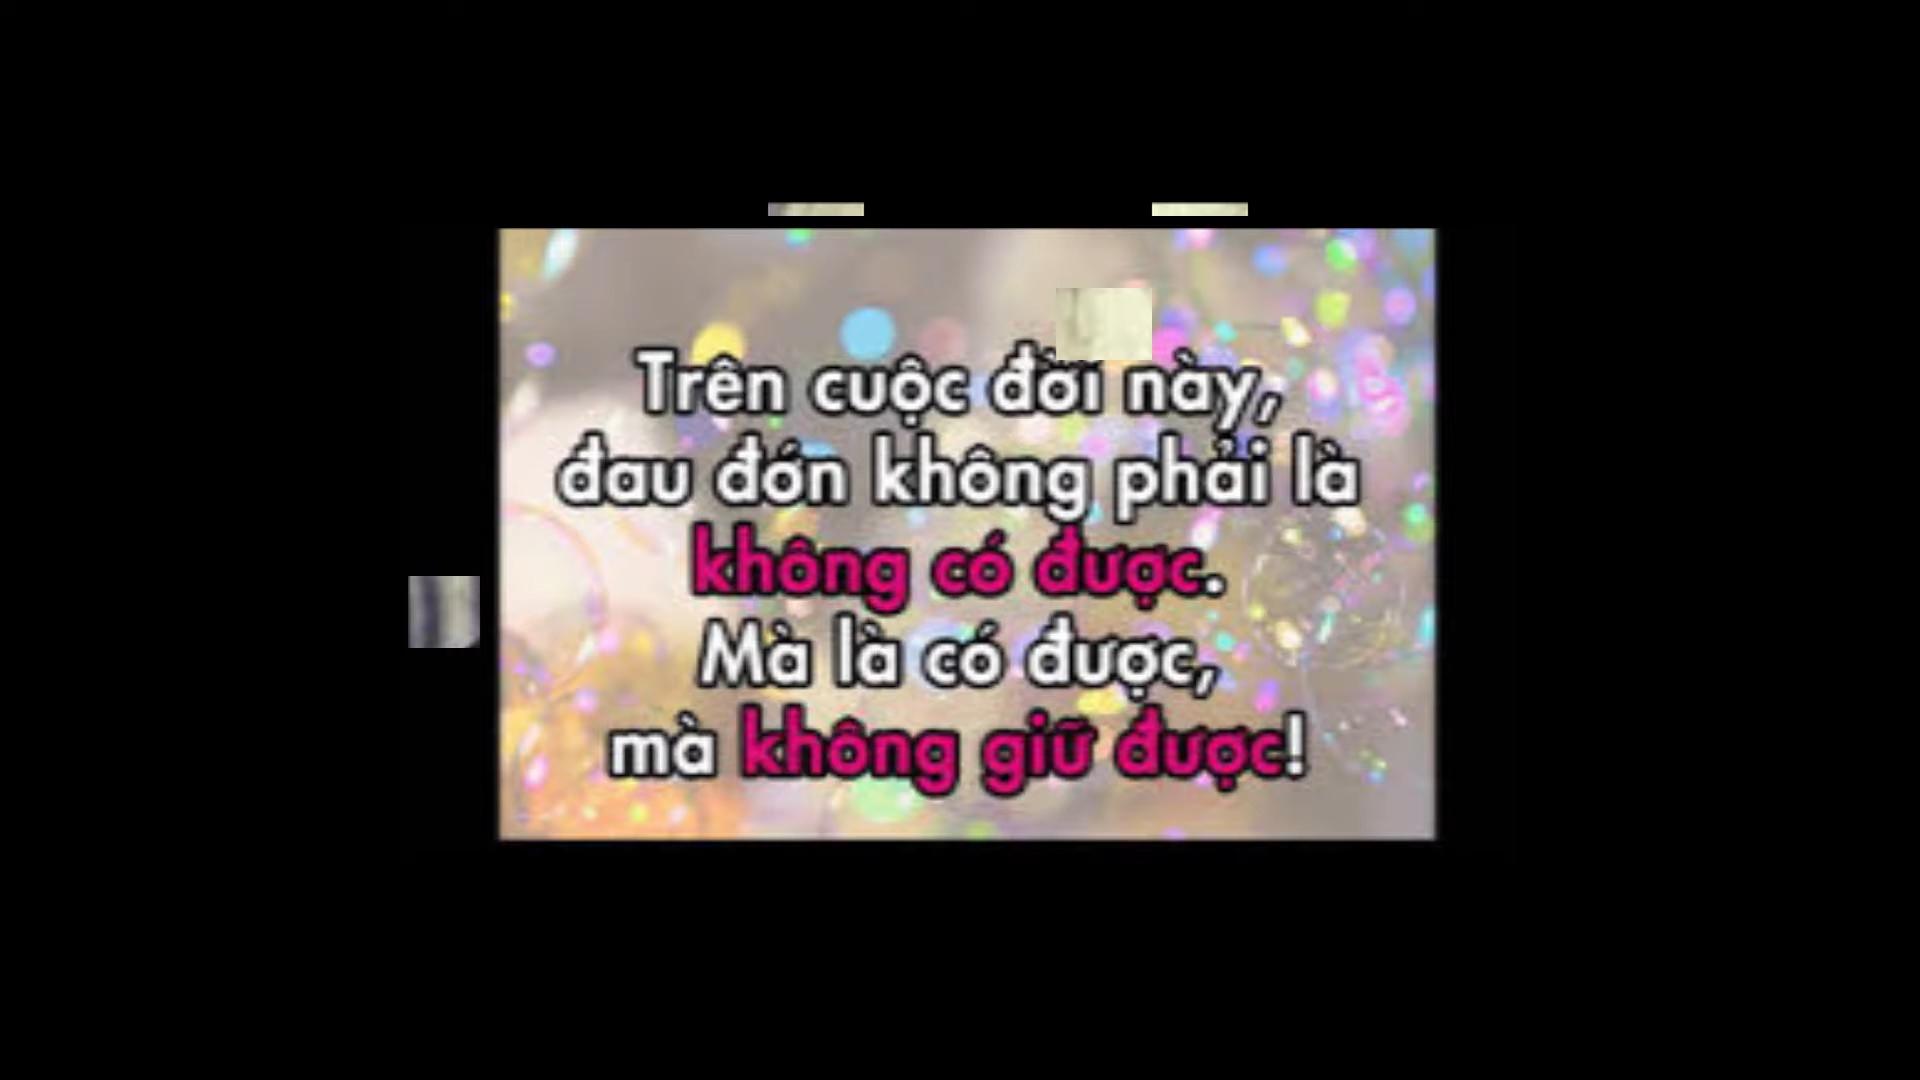 Trên cuộc đời này,
đau đớn không phải là
không có được.
Mà là có được,
mà không giữ được!